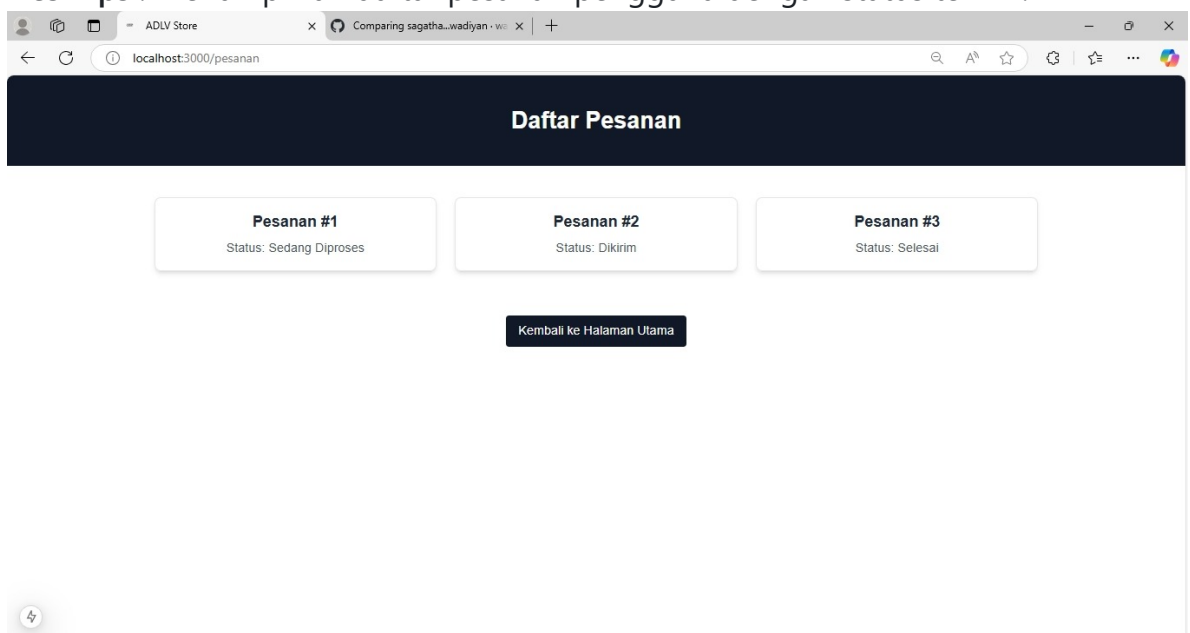 ADLV Store
Comparing sagatha...wadiyan · wa
localhost:3000/pesanan
Daftar Pesanan
Pesanan #1
Status: Sedang Diproses
Pesanan #2
Status: Dikirim
Pesanan #3
Status: Selesai
Kembali ke Halaman Utama